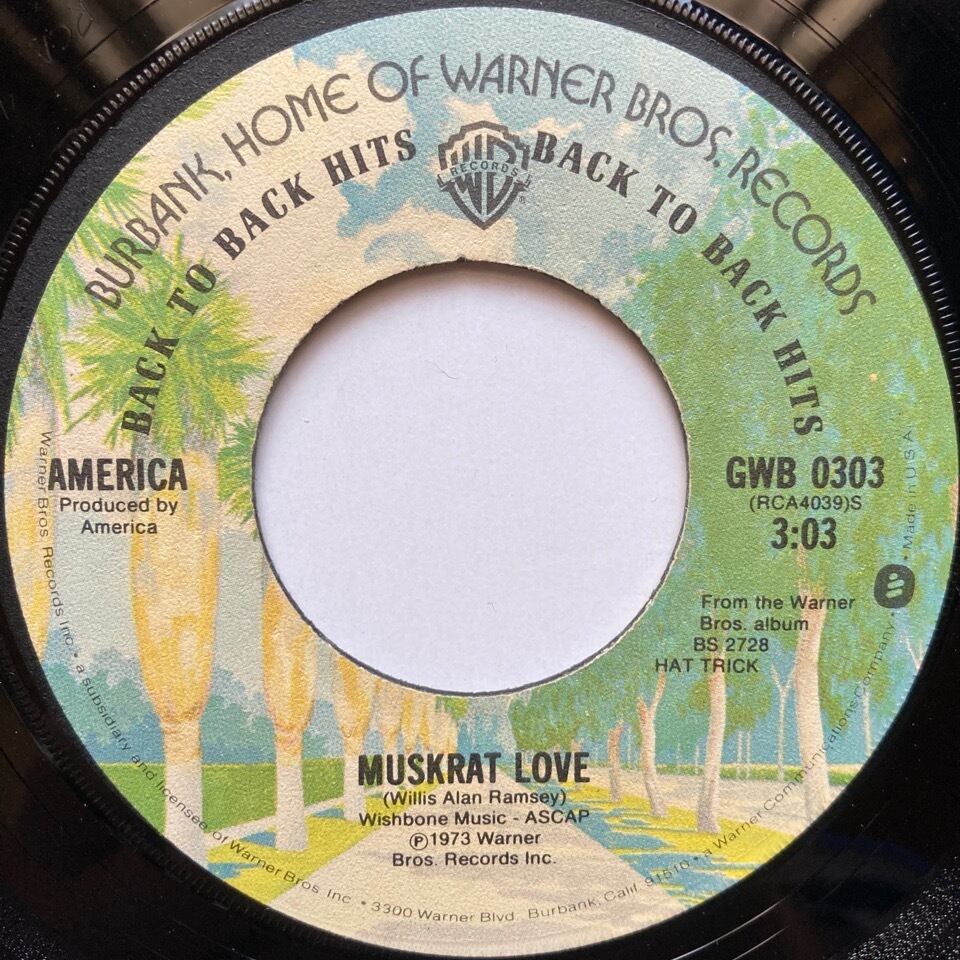 BURBANK, HOME OF WARNER BROS. RECORDS
BACK TO BACK HITS
BACK TO BACK HITS
WB
RECORDS
®
AMERICA
Produced by
America
GWB 0303
(RCA4039)S
3:03
From the Warner
Bros. album
BS 2728
HAT TRICK
MUSKRAT LOVE
(Willis Alan Ramsey)
Wishbone Music - ASCAP
℗1973 Warner
Bros. Records Inc.
Warner Bros. Records Inc. • a subsidiary and licensee of Warner Bros. Inc. • 3300 Warner Blvd., Burbank, Calif. 91510 • a Warner Communications Company • Made in U.S.A.